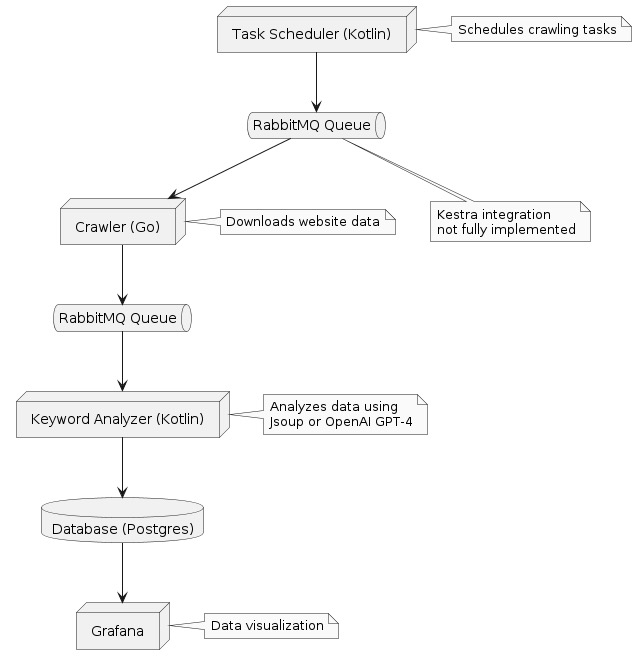 Task Scheduler (Kotlin)
Schedules crawling tasks
RabbitMQ Queue
Crawler (Go)
Downloads website data
Kestra integration
not fully implemented
RabbitMQ Queue
Keyword Analyzer (Kotlin)
Analyzes data using
Jsoup or OpenAI GPT-4
Database (Postgres)
Grafana
Data visualization